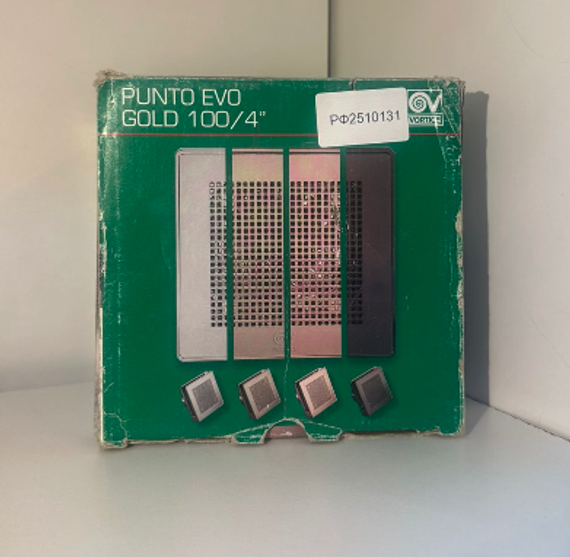 PUNTO EVO
GOLD 100/4"
РФ2510131
VORTICE